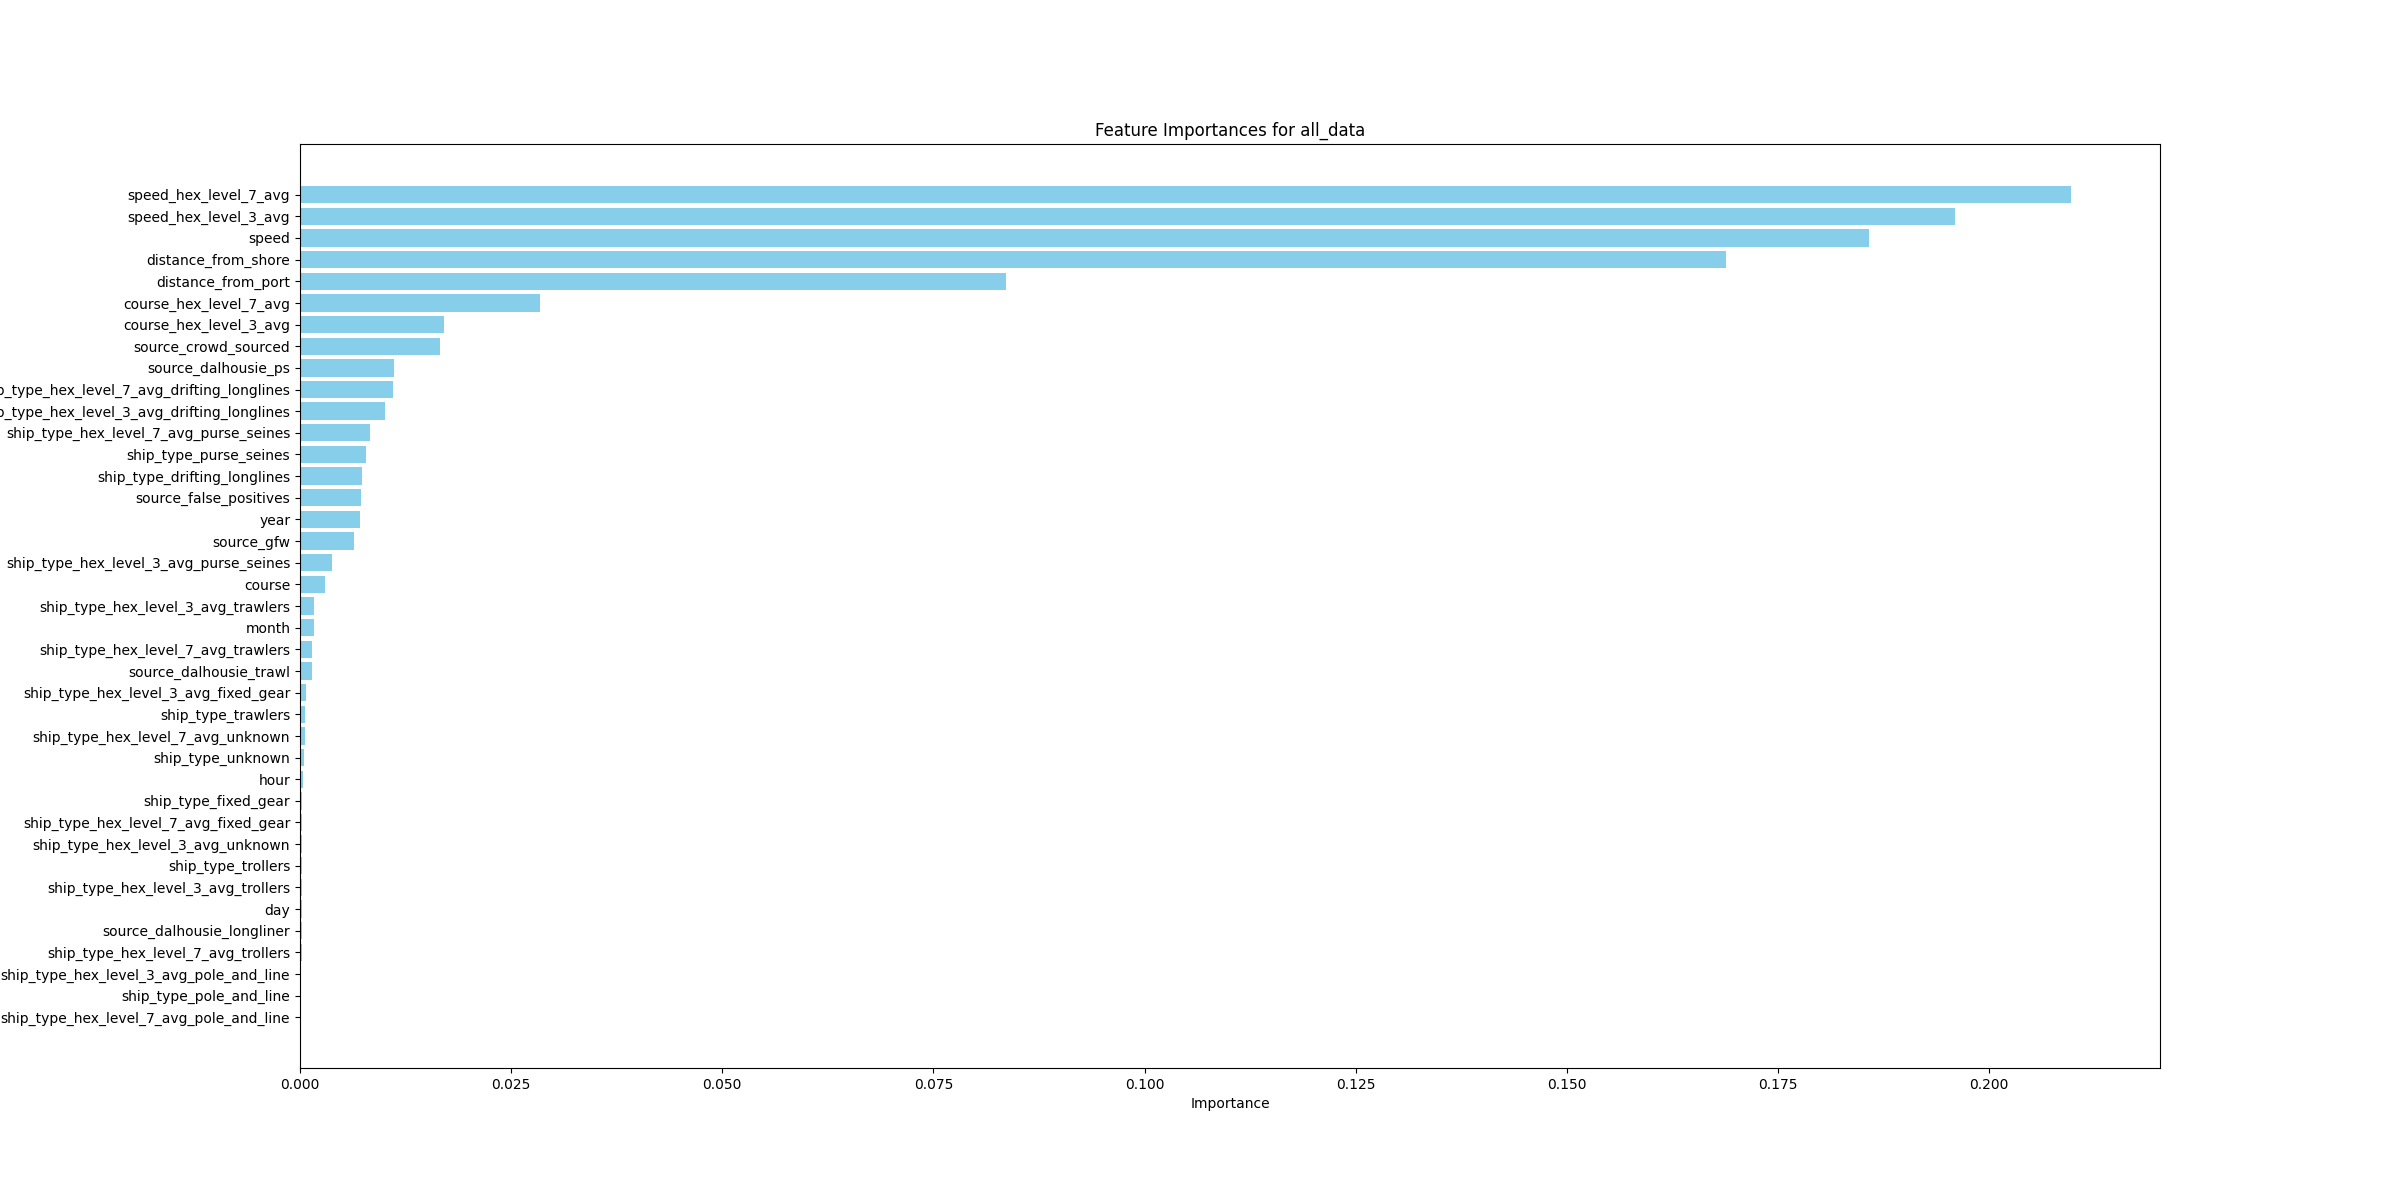 Feature Importances for all_data
speed_hex_level_7_avg
speed_hex_level_3_avg
speed
distance_from_shore
distance_from_port
course_hex_level_7_avg
course_hex_level_3_avg
source_crowd_sourced
source_dalhousie_ps
p_type_hex_level_7_avg_drifting_longlines
p_type_hex_level_3_avg_drifting_longlines
ship_type_hex_level_7_avg_purse_seines
ship_type_purse_seines
ship_type_drifting_longlines
source_false_positives
year
source_gfw
ship_type_hex_level_3_avg_purse_seines
course
ship_type_hex_level_3_avg_trawlers
month
ship_type_hex_level_7_avg_trawlers
source_dalhousie_trawl
ship_type_hex_level_3_avg_fixed_gear
ship_type_trawlers
ship_type_hex_level_7_avg_unknown
ship_type_unknown
hour
ship_type_fixed_gear
ship_type_hex_level_7_avg_fixed_gear
ship_type_hex_level_3_avg_unknown
ship_type_trollers
ship_type_hex_level_3_avg_trollers
day
source_dalhousie_longliner
ship_type_hex_level_7_avg_trollers
ship_type_hex_level_3_avg_pole_and_line
ship_type_pole_and_line
ship_type_hex_level_7_avg_pole_and_line
0.000 0.025 0.050 0.075 0.100 0.125 0.150 0.175 0.200
Importance